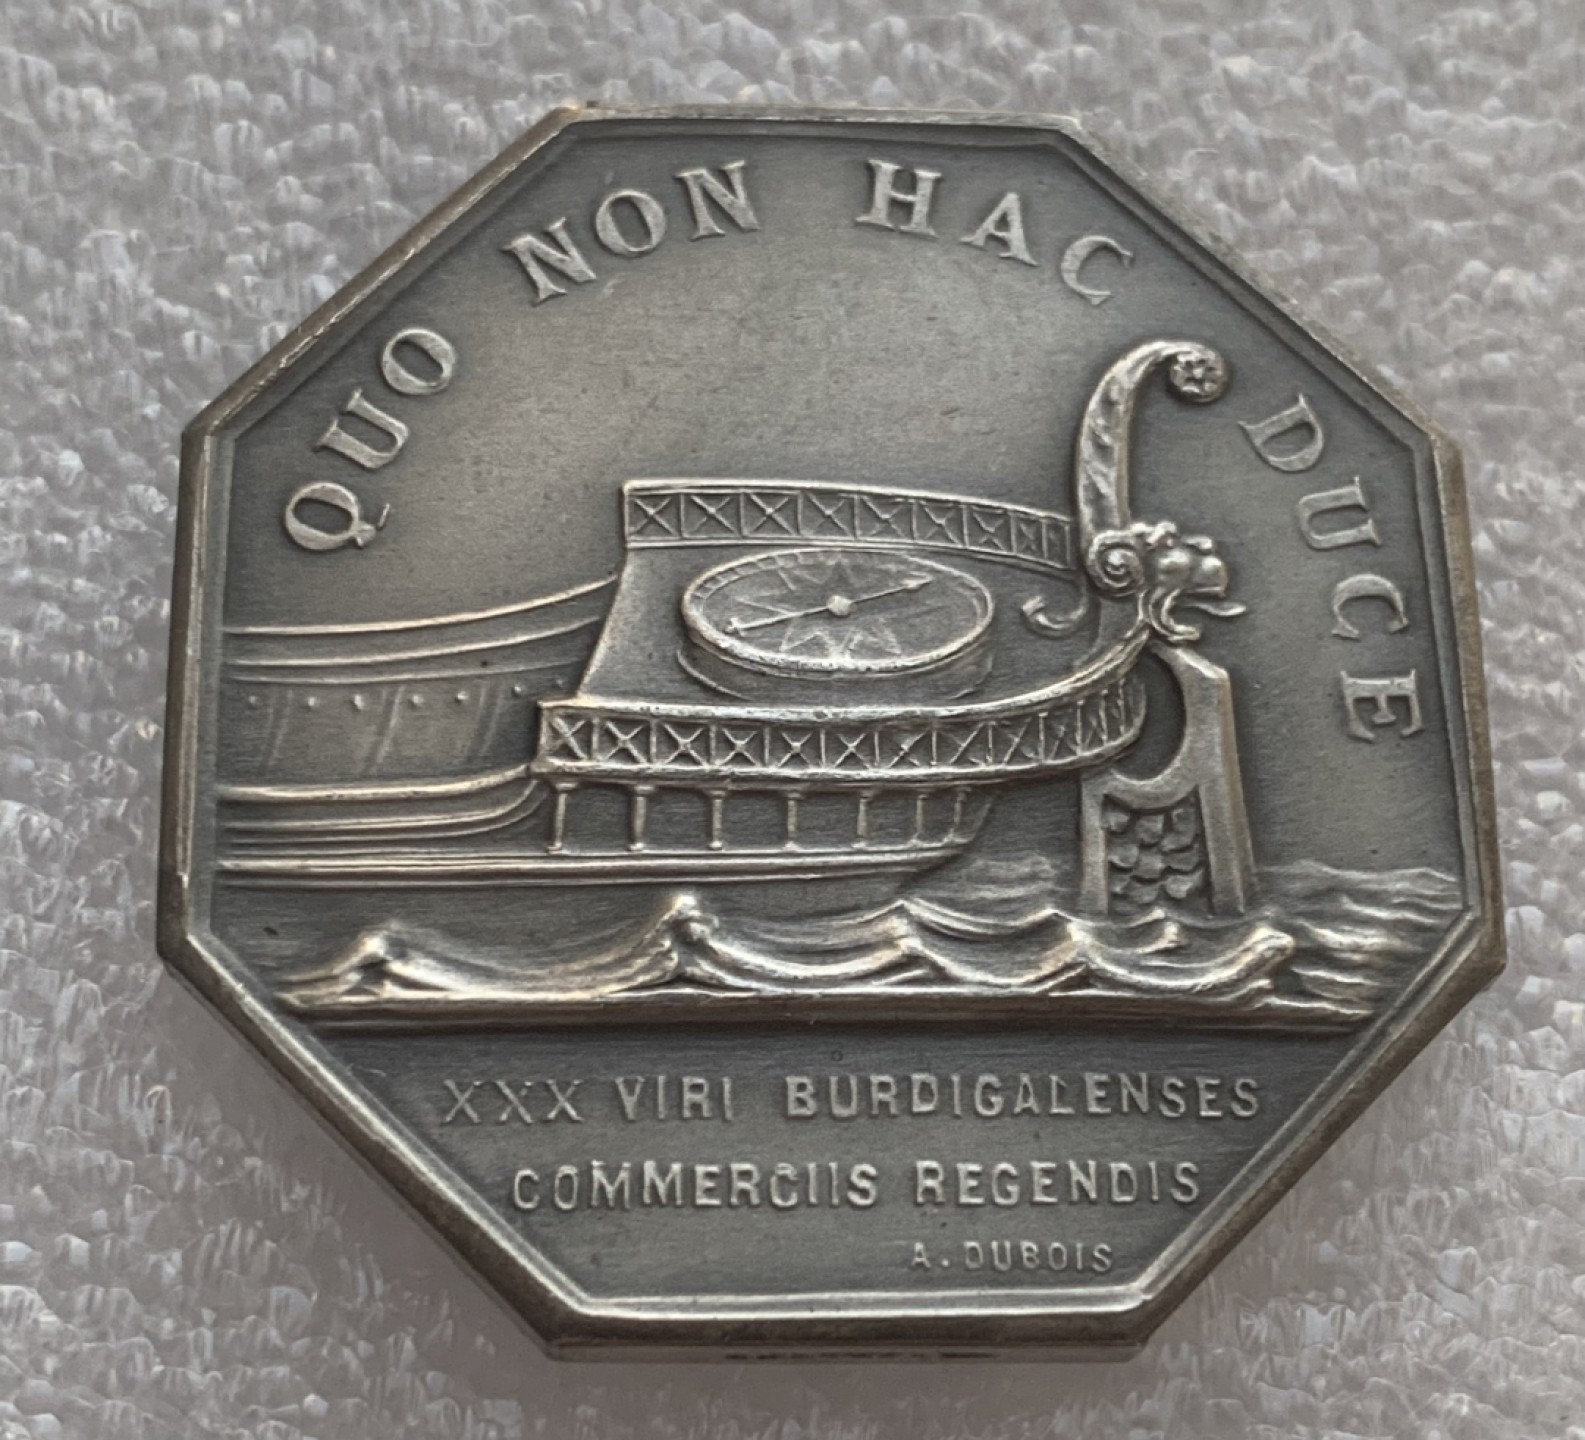 QUO NON HAC DUCE
XXX VIRI BURDIGALENSES
COMMERCIIS REGENDIS
A. DUBOIS